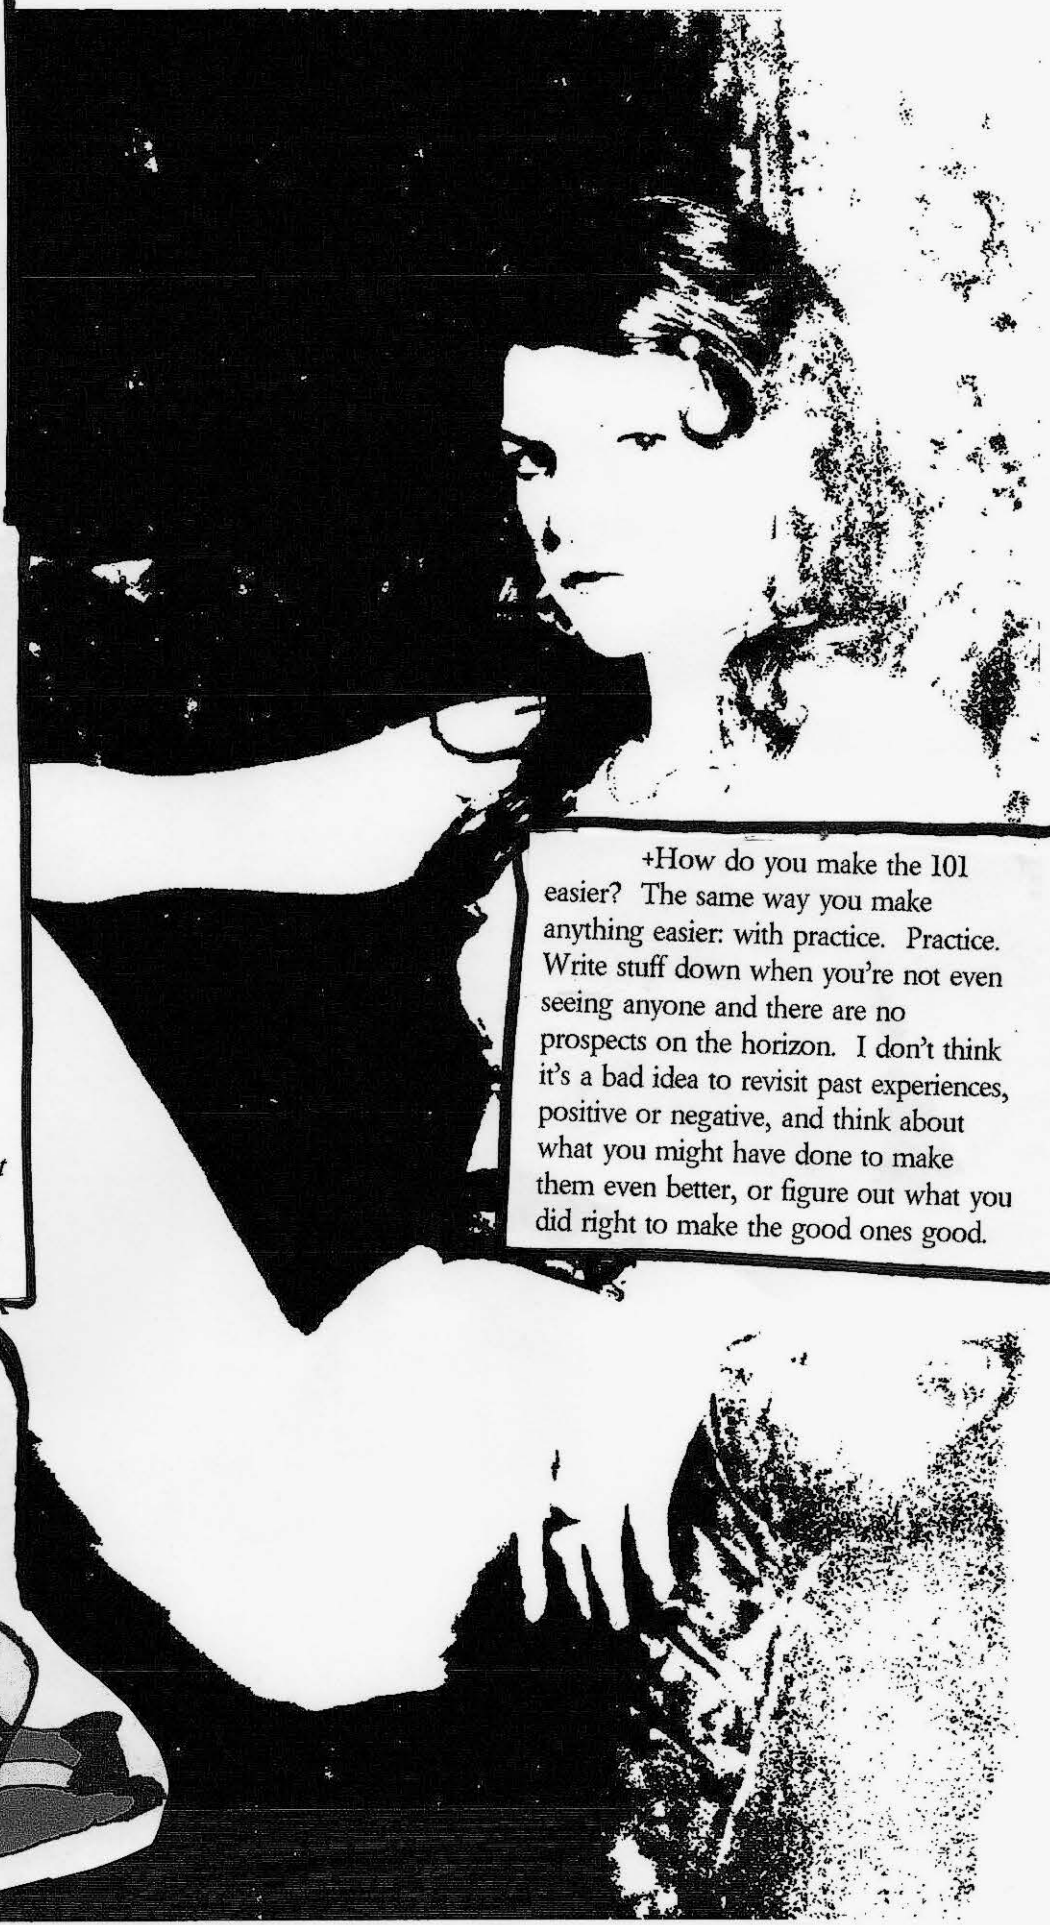 +How do you make the 101
easier? The same way you make
anything easier: with practice. Practice.
Write stuff down when you're not even
seeing anyone and there are no
prospects on the horizon. I don't think
it's a bad idea to revisit past experiences,
positive or negative, and think about
what you might have done to make
them even better, or figure out what you
did right to make the good ones good.